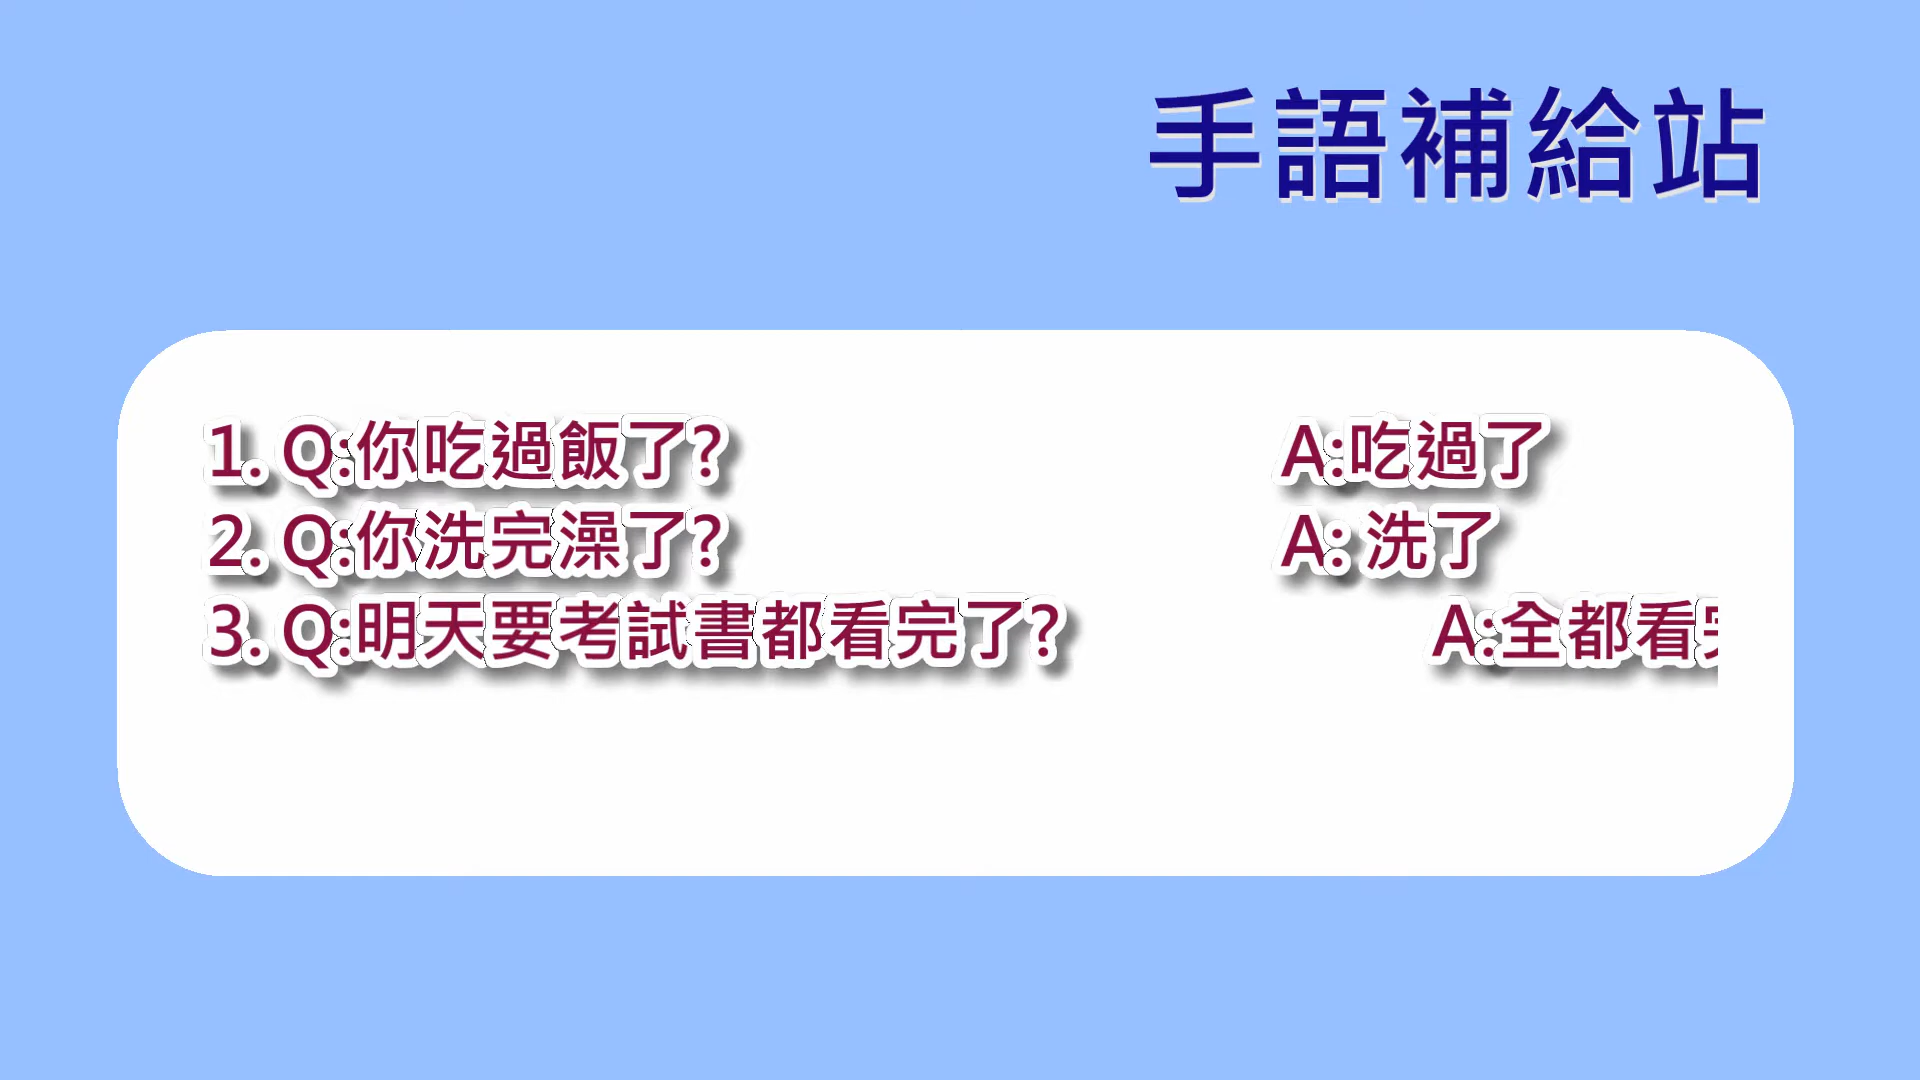 手語補給站
1. Q:你吃過飯了? A:吃過了
2. Q:你洗完澡了? A: 洗了
3. Q:明天要考試書都看完了? A:全都看